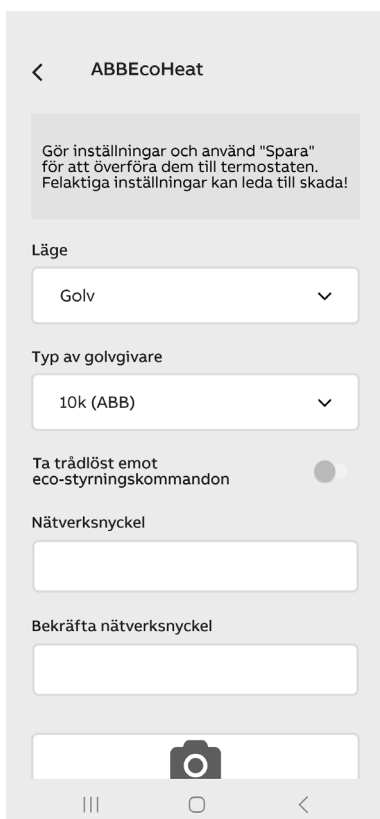 ABBEcoHeat
Gör inställningar och använd "Spara"
för att överföra dem till termostaten.
Felaktiga inställningar kan leda till skada!
Läge
Golv
Typ av golvgivare
10k (ABB)
Ta trådlöst emot
eco-styrningskommandon
Nätverksnyckel
Bekräfta nätverksnyckel